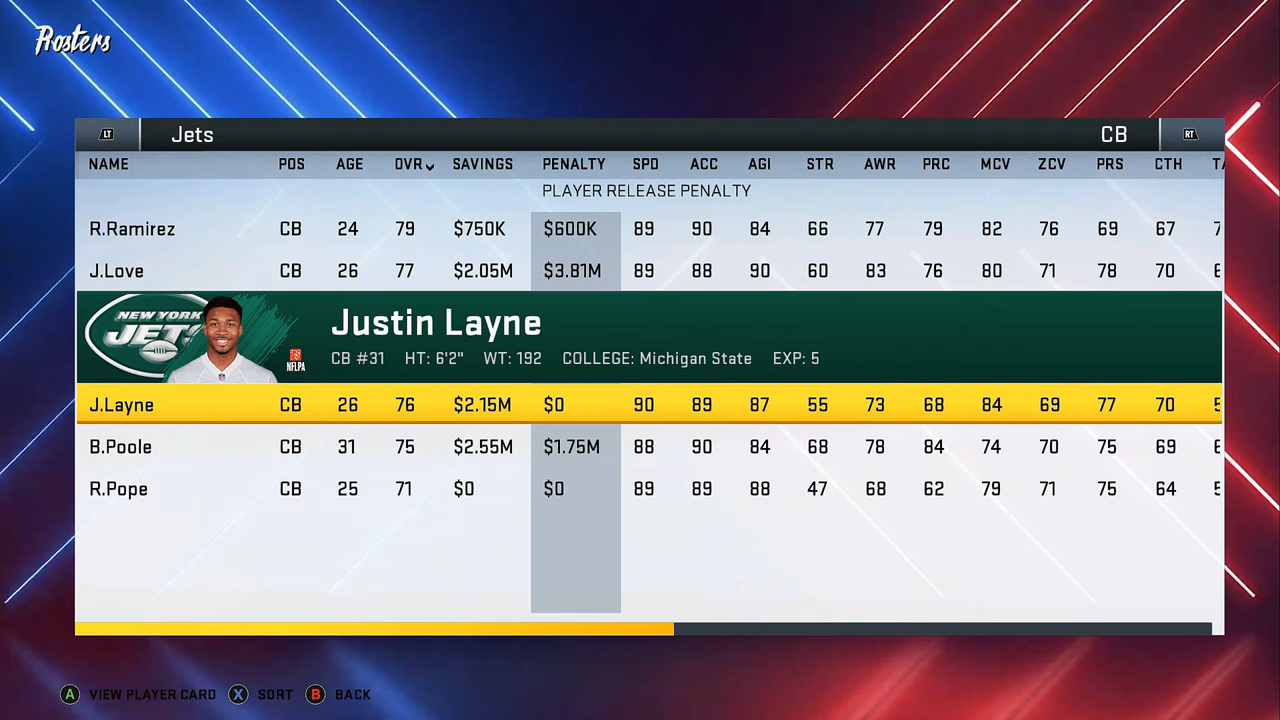 Rosters
LT Jets CB RT
NAME POS AGE OVR SAVINGS PENALTY SPD ACC AGI STR AWR PRC MCV ZCV PRS CTH
PLAYER RELEASE PENALTY
R.Ramirez CB 24 79 $750K $600K 89 90 84 66 77 79 82 76 69 67
J.Love CB 26 77 $2.05M $3.81M 89 88 90 60 83 76 80 71 78 70
NEW YORK
JETS
NFLPA
Justin Layne
CB #31 HT: 6'2" WT: 192 COLLEGE: Michigan State EXP: 5
J.Layne CB 26 76 $2.15M $0 90 89 87 55 73 68 84 69 77 70
B.Poole CB 31 75 $2.55M $1.75M 88 90 84 68 78 84 74 70 75 69
R.Pope CB 25 71 $0 $0 89 89 88 47 68 62 79 71 75 64
A VIEW PLAYER CARD X SORT B BACK